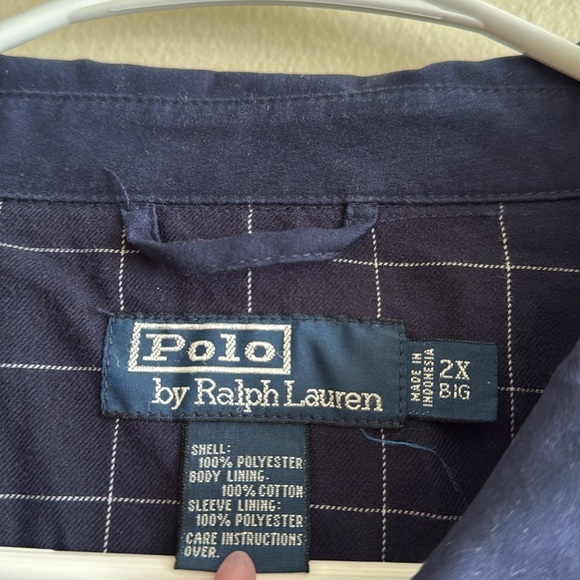 Polo
by Ralph Lauren
MADE IN
INDONESIA
2X
BIG
SHELL:
100% POLYESTER
BODY LINING:
100% COTTON
SLEEVE LINING:
100% POLYESTER
CARE INSTRUCTIONS
OVER.